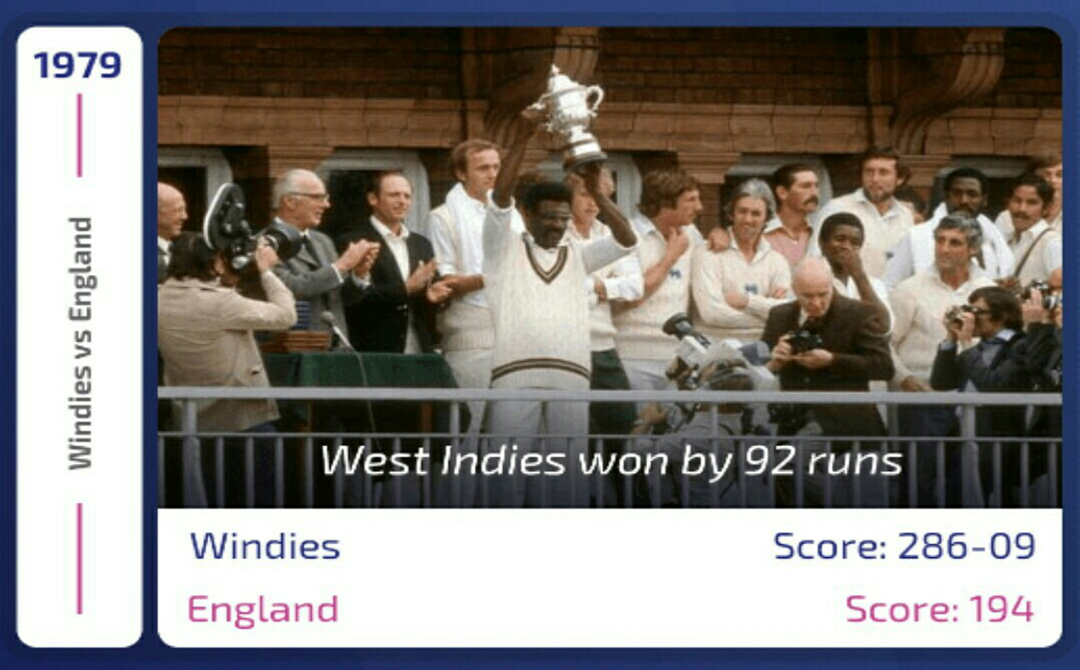 1979
Windies vs England
West Indies won by 92 runs
Windies
Score: 286-09
England
Score: 194